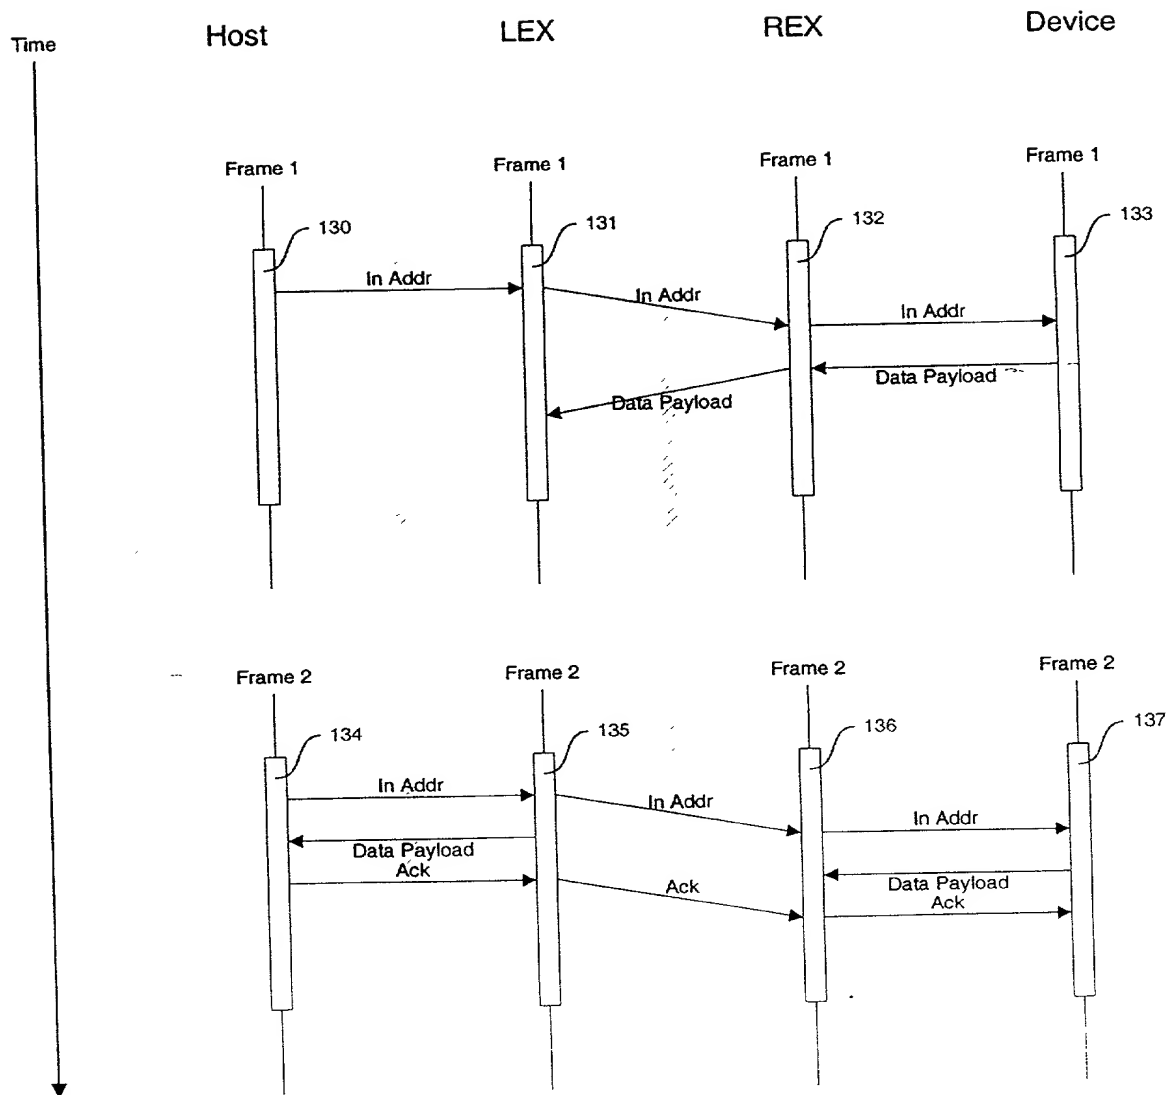 Time
Host
LEX
REX
Device
Frame 1
Frame 1
Frame 1
Frame 1
130
131
132
133
In Addr
In Addr
In Addr
Data Payload
Data Payload
Frame 2
Frame 2
Frame 2
Frame 2
134
135
136
137
In Addr
In Addr
In Addr
Data Payload
Ack
Ack
Data Payload
Ack